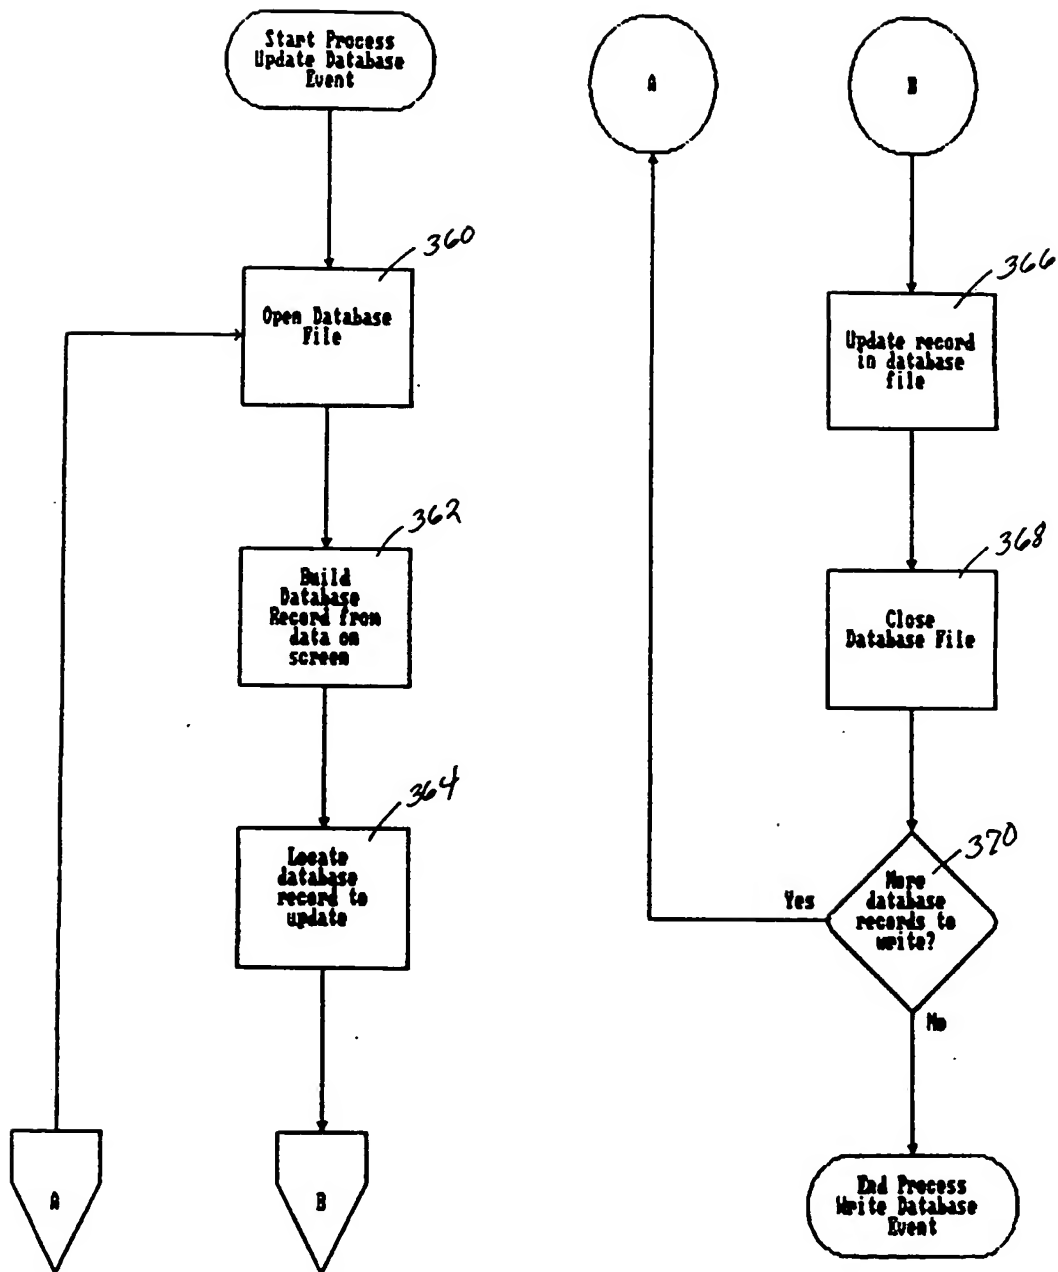 Start Process
Update Database
Event
360
Open Database
File
362
Build
Database
Record from
data on
screen
364
Locate
database
record to
update
A
B
A
B
366
Update record
in database
file
368
Close
Database File
370
More
database
records to
write?
Yes
No
End Process
Write Database
Event